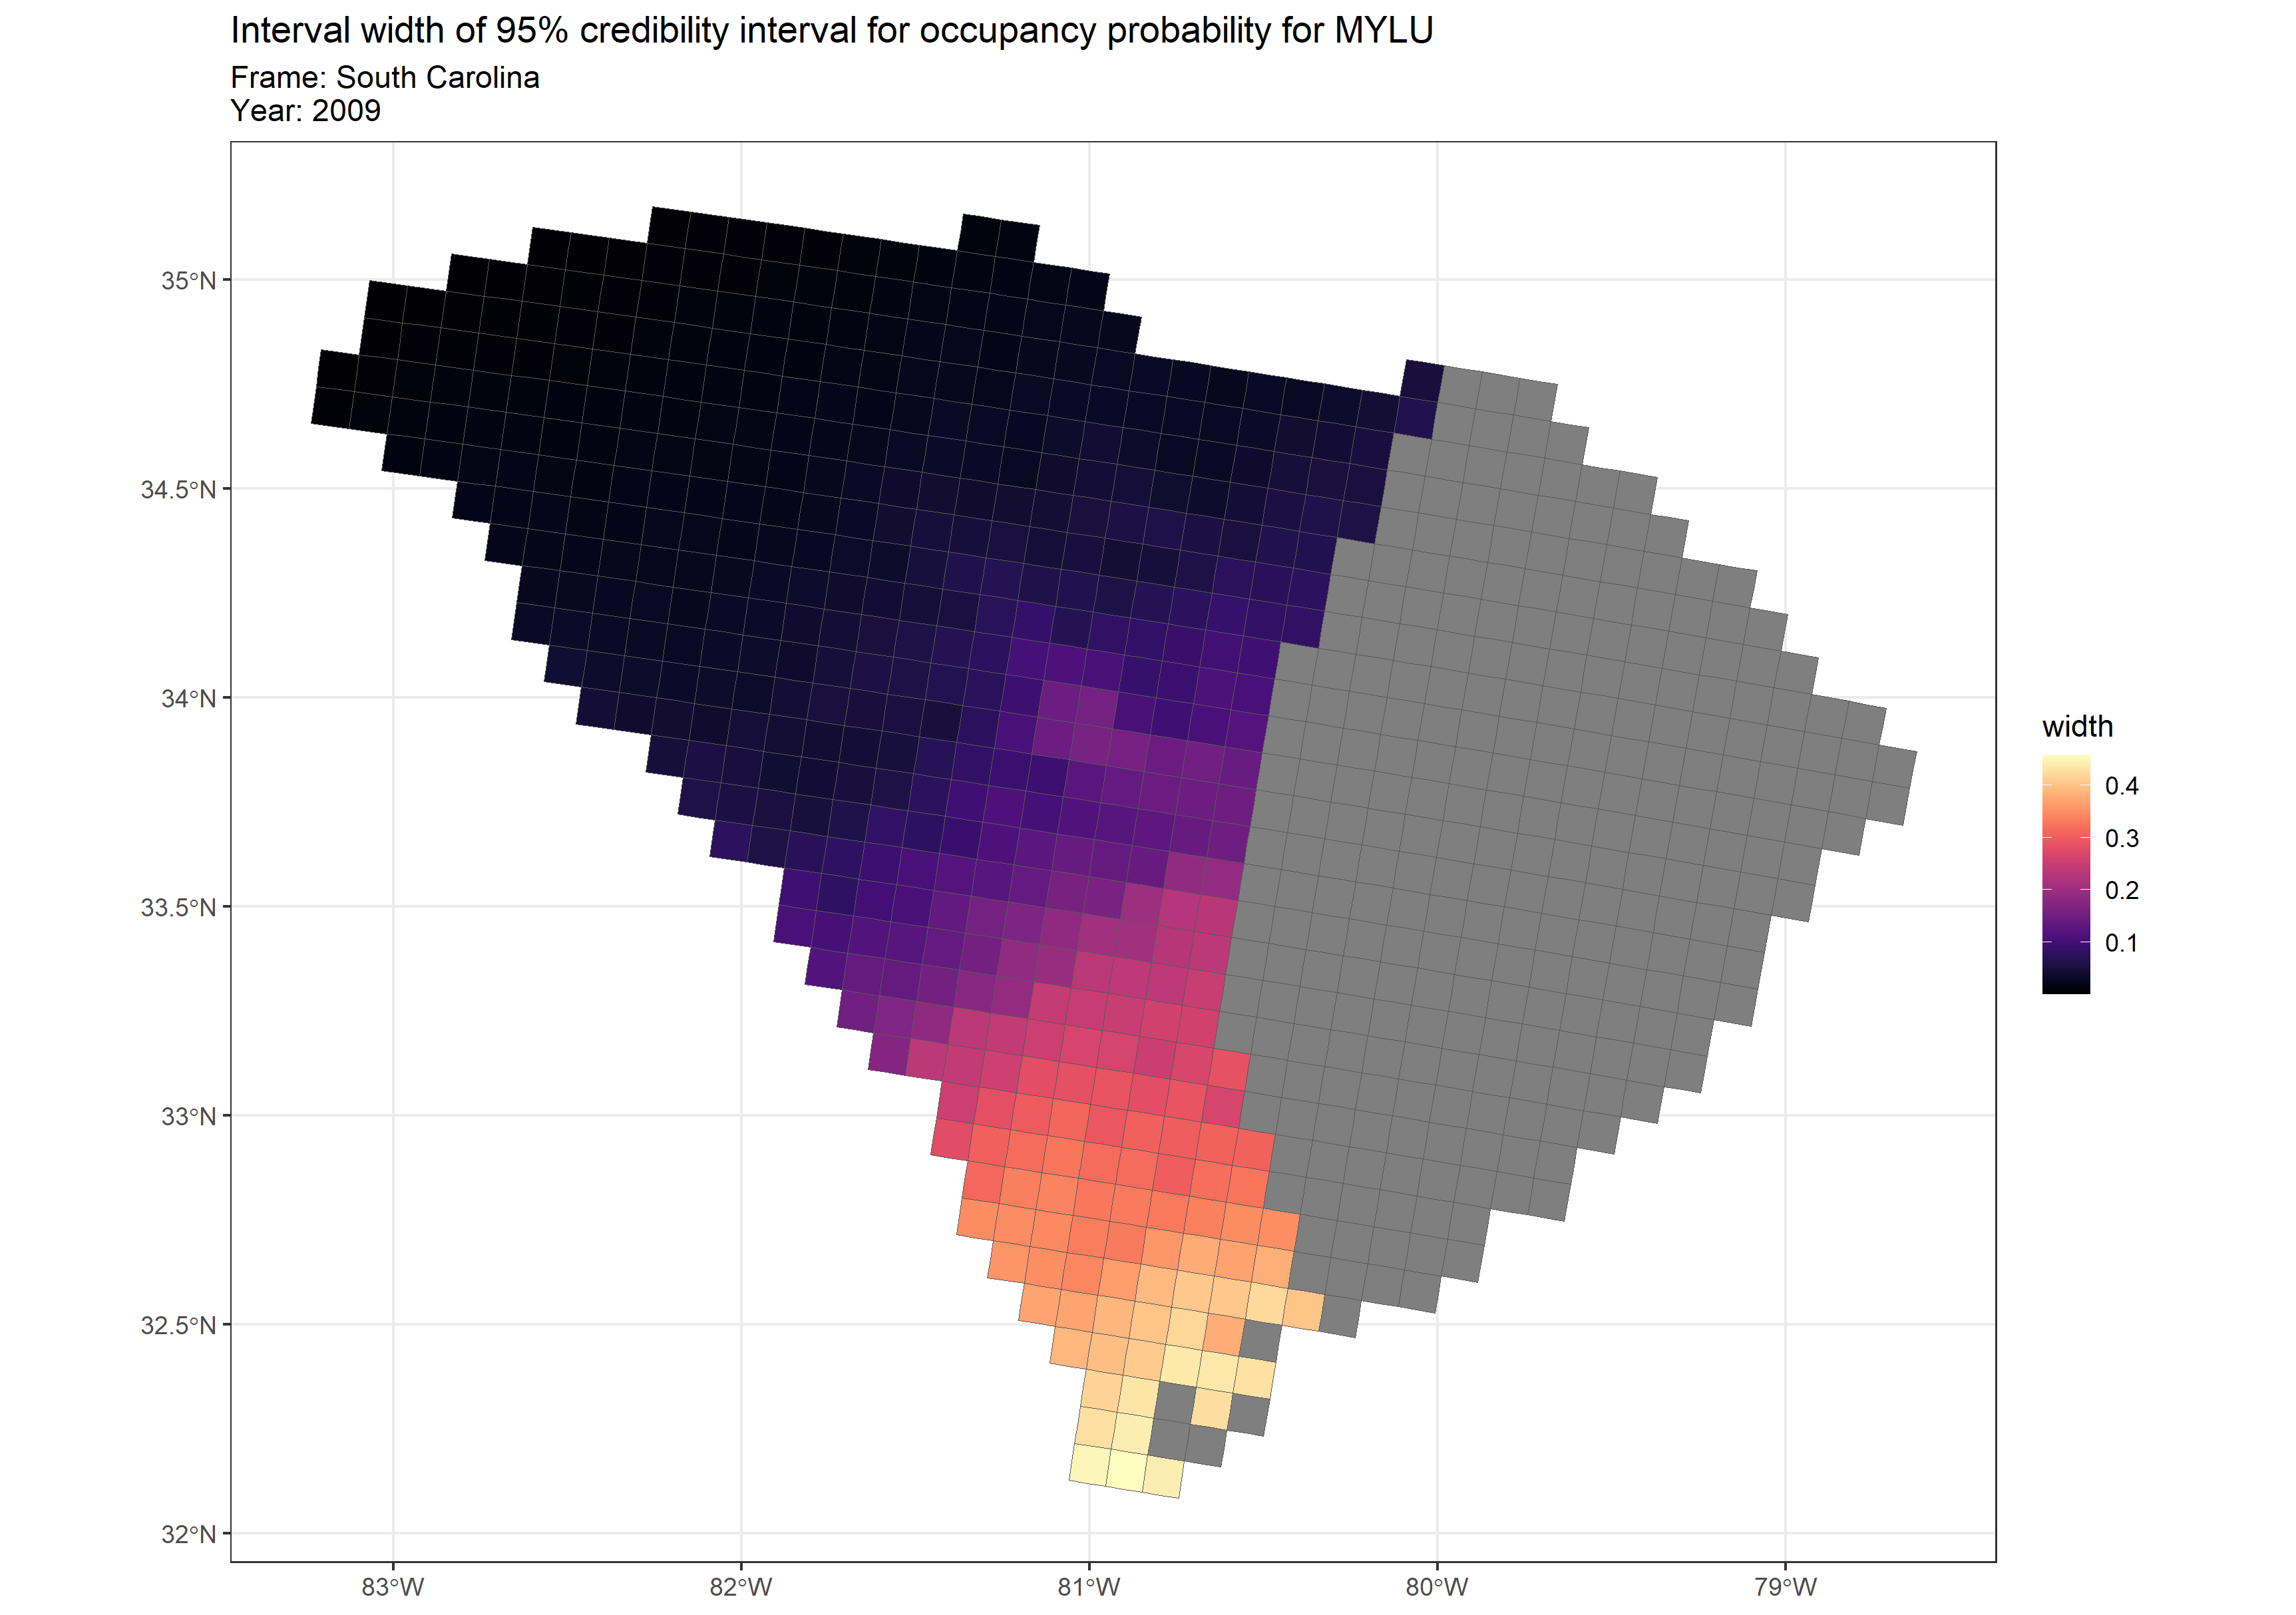 Interval width of 95% credibility interval for occupancy probability for MYLU
Frame: South Carolina
Year: 2009
35°N
34.5°N
34°N
33.5°N
33°N
32.5°N
32°N
83°W
82°W
81°W
80°W
79°W
width
0.4
0.3
0.2
0.1